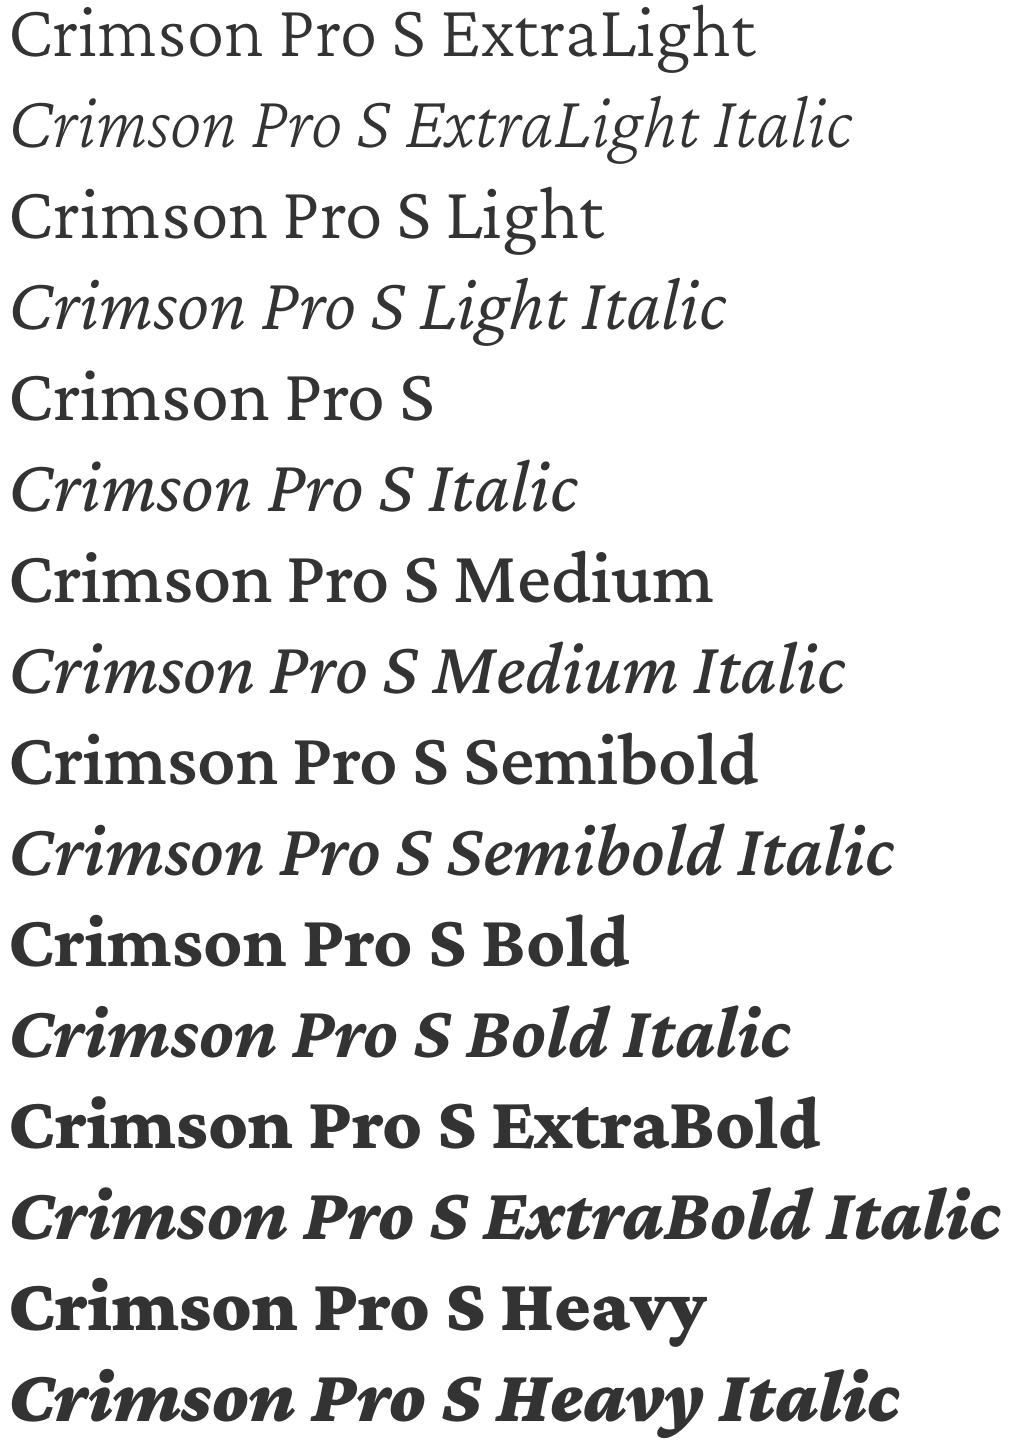 Crimson Pro S ExtraLight
Crimson Pro S ExtraLight Italic
Crimson Pro S Light
Crimson Pro S Light Italic
Crimson Pro S
Crimson Pro S Italic
Crimson Pro S Medium
Crimson Pro S Medium Italic
Crimson Pro S Semibold
Crimson Pro S Semibold Italic
Crimson Pro S Bold
Crimson Pro S Bold Italic
Crimson Pro S ExtraBold
Crimson Pro S ExtraBold Italic
Crimson Pro S Heavy
Crimson Pro S Heavy Italic